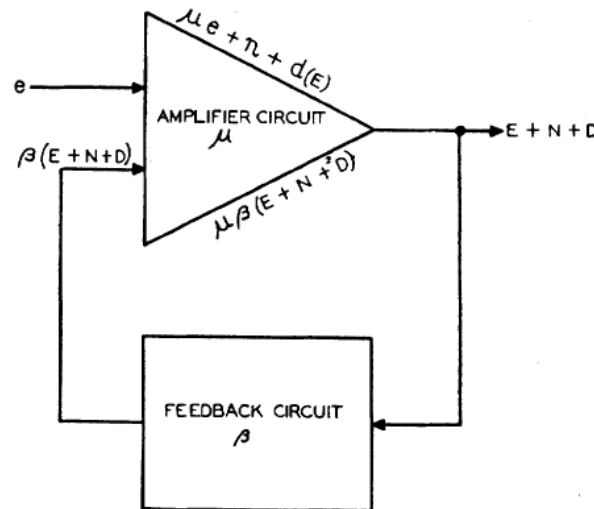 μe + n + d(E)
e
AMPLIFIER CIRCUIT
μ
E + N + D
β(E+N+D)
μβ(E + N + D)
FEEDBACK CIRCUIT
β